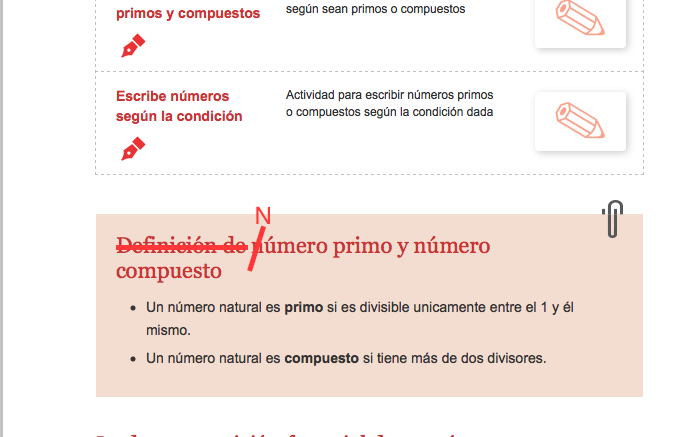 primos y compuestos
según sean primos o compuestos
Escribe números
según la condición
Actividad para escribir números primos
o compuestos según la condición dada
N
Definición de número primo y número
compuesto
Un número natural es primo si es divisible unicamente entre el 1 y él
mismo.
Un número natural es compuesto si tiene más de dos divisores.